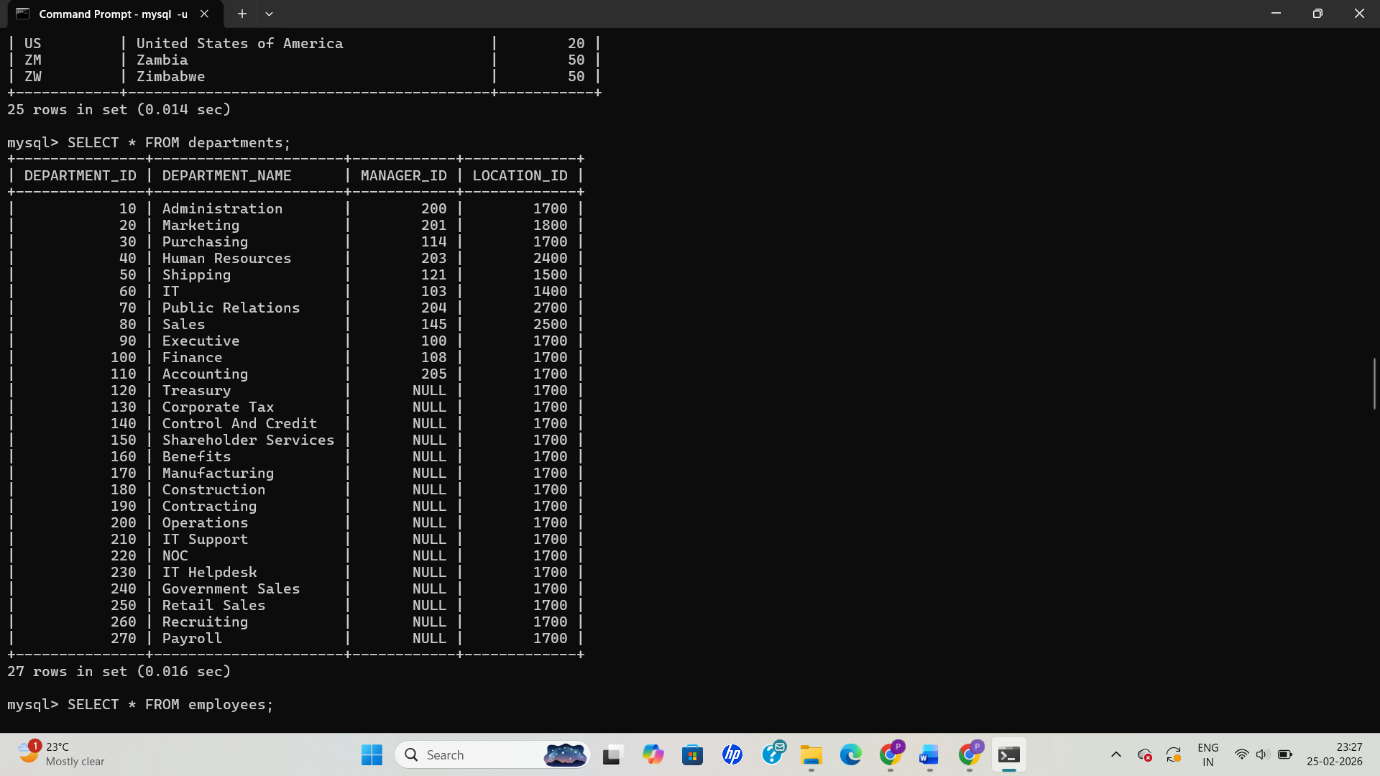 Command Prompt - mysql -u
| US | United States of America | 20 |
| ZM | Zambia | 50 |
| ZW | Zimbabwe | 50 |
+------------+------------------------------------------+-----------+
25 rows in set (0.014 sec)
mysql> SELECT * FROM departments;
+---------------+----------------------+------------+-------------+
| DEPARTMENT_ID | DEPARTMENT_NAME | MANAGER_ID | LOCATION_ID |
+---------------+----------------------+------------+-------------+
| 10 | Administration | 200 | 1700 |
| 20 | Marketing | 201 | 1800 |
| 30 | Purchasing | 114 | 1700 |
| 40 | Human Resources | 203 | 2400 |
| 50 | Shipping | 121 | 1500 |
| 60 | IT | 103 | 1400 |
| 70 | Public Relations | 204 | 2700 |
| 80 | Sales | 145 | 2500 |
| 90 | Executive | 100 | 1700 |
| 100 | Finance | 108 | 1700 |
| 110 | Accounting | 205 | 1700 |
| 120 | Treasury | NULL | 1700 |
| 130 | Corporate Tax | NULL | 1700 |
| 140 | Control And Credit | NULL | 1700 |
| 150 | Shareholder Services | NULL | 1700 |
| 160 | Benefits | NULL | 1700 |
| 170 | Manufacturing | NULL | 1700 |
| 180 | Construction | NULL | 1700 |
| 190 | Contracting | NULL | 1700 |
| 200 | Operations | NULL | 1700 |
| 210 | IT Support | NULL | 1700 |
| 220 | NOC | NULL | 1700 |
| 230 | IT Helpdesk | NULL | 1700 |
| 240 | Government Sales | NULL | 1700 |
| 250 | Retail Sales | NULL | 1700 |
| 260 | Recruiting | NULL | 1700 |
| 270 | Payroll | NULL | 1700 |
+---------------+----------------------+------------+-------------+
27 rows in set (0.016 sec)
mysql> SELECT * FROM employees;
1
23°C
Mostly clear
Search
hp
P
W
P
ENG
IN
23:27
25-02-2026